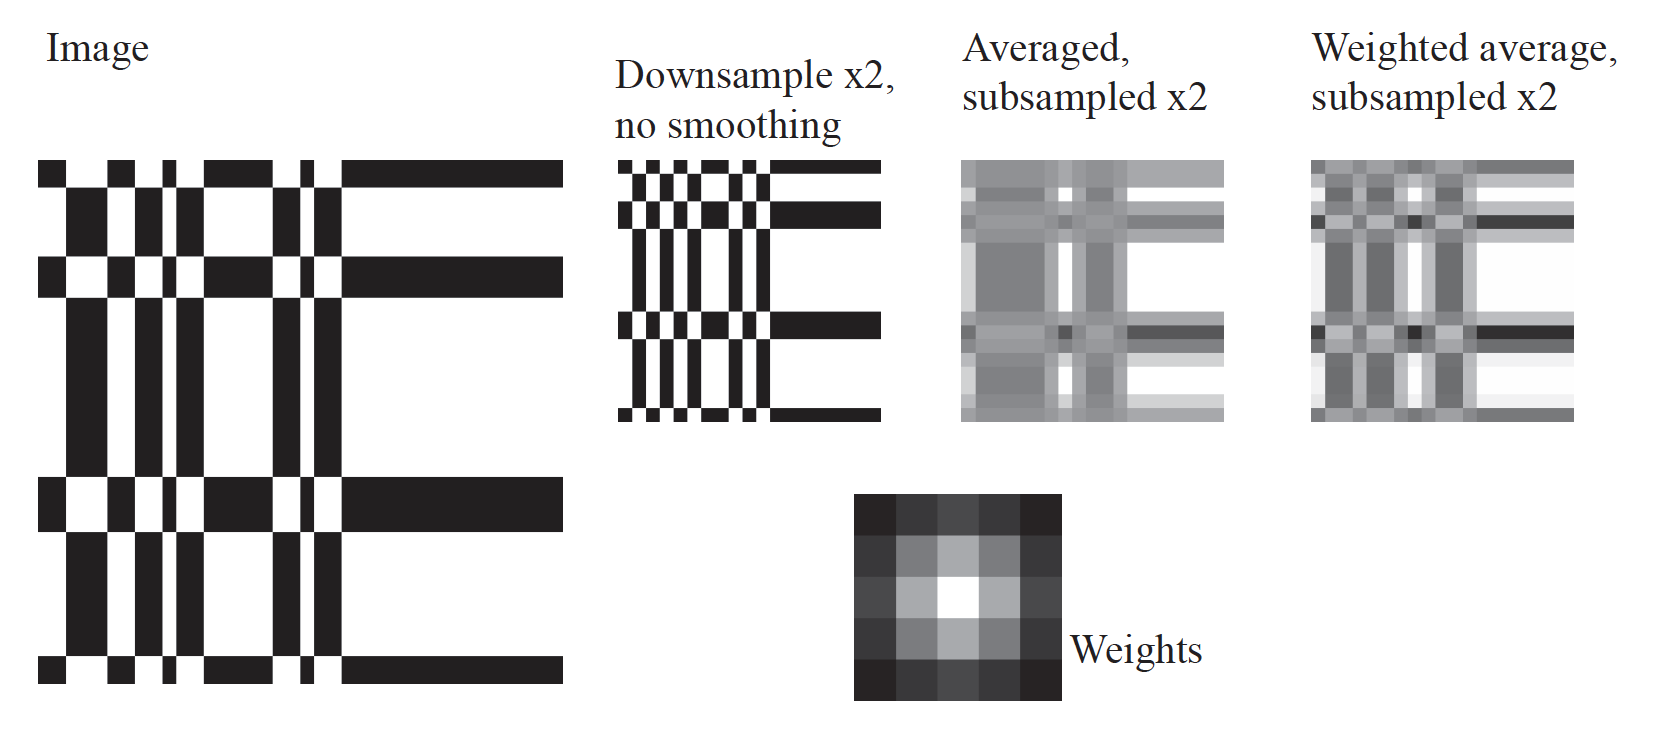 Image
Downsample x2,
no smoothing
Averaged,
subsampled x2
Weighted average,
subsampled x2
Weights